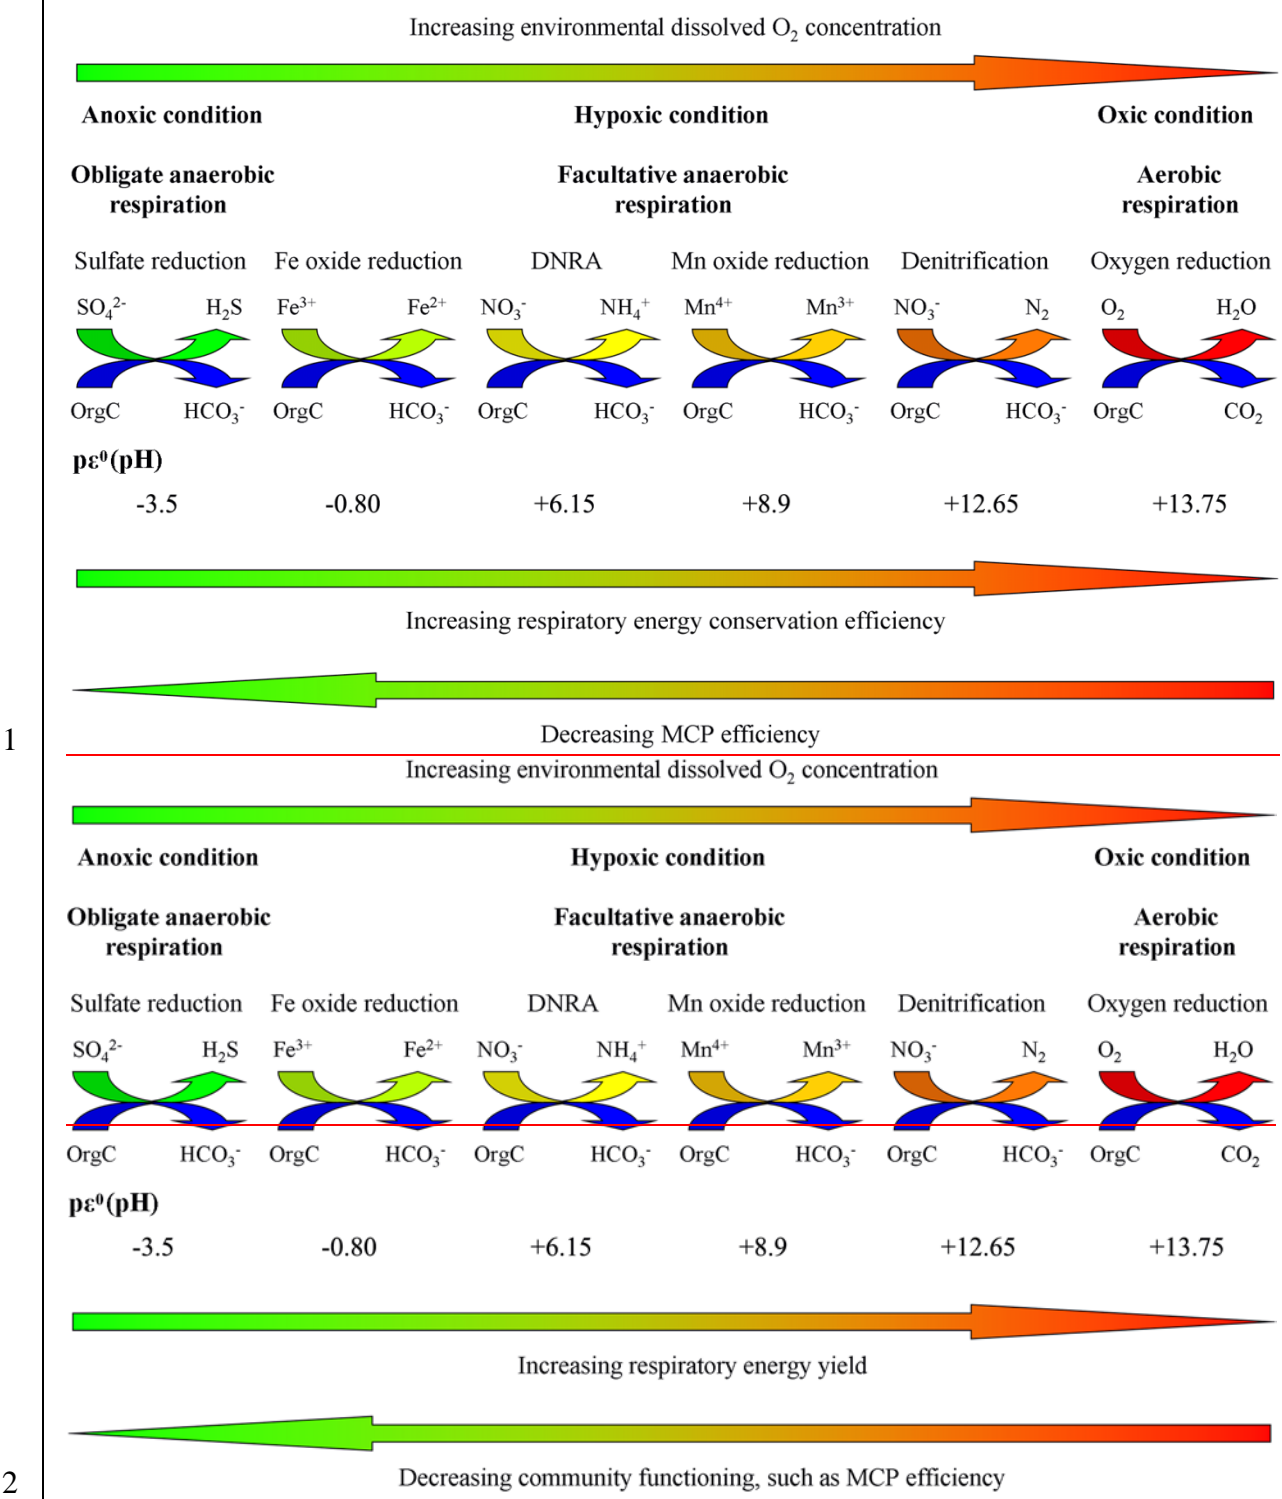 Increasing environmental dissolved O₂ concentration
Anoxic condition Hypoxic condition Oxic condition
Obligate anaerobic respiration Facultative anaerobic respiration Aerobic respiration
Sulfate reduction Fe oxide reduction DNRA Mn oxide reduction Denitrification Oxygen reduction
SO₄²⁻ H₂S Fe³⁺ Fe²⁺ NO₃⁻ NH₄⁺ Mn⁴⁺ Mn³⁺ NO₃⁻ N₂ O₂ H₂O
OrgC HCO₃⁻ OrgC HCO₃⁻ OrgC HCO₃⁻ OrgC HCO₃⁻ OrgC HCO₃⁻ OrgC CO₂
pε⁰(pH)
-3.5 -0.80 +6.15 +8.9 +12.65 +13.75
Increasing respiratory energy conservation efficiency
1 Decreasing MCP efficiency
Increasing environmental dissolved O₂ concentration
Anoxic condition Hypoxic condition Oxic condition
Obligate anaerobic respiration Facultative anaerobic respiration Aerobic respiration
Sulfate reduction Fe oxide reduction DNRA Mn oxide reduction Denitrification Oxygen reduction
SO₄²⁻ H₂S Fe³⁺ Fe²⁺ NO₃⁻ NH₄⁺ Mn⁴⁺ Mn³⁺ NO₃⁻ N₂ O₂ H₂O
OrgC HCO₃⁻ OrgC HCO₃⁻ OrgC HCO₃⁻ OrgC HCO₃⁻ OrgC HCO₃⁻ OrgC CO₂
pε⁰(pH)
-3.5 -0.80 +6.15 +8.9 +12.65 +13.75
Increasing respiratory energy yield
2 Decreasing community functioning, such as MCP efficiency